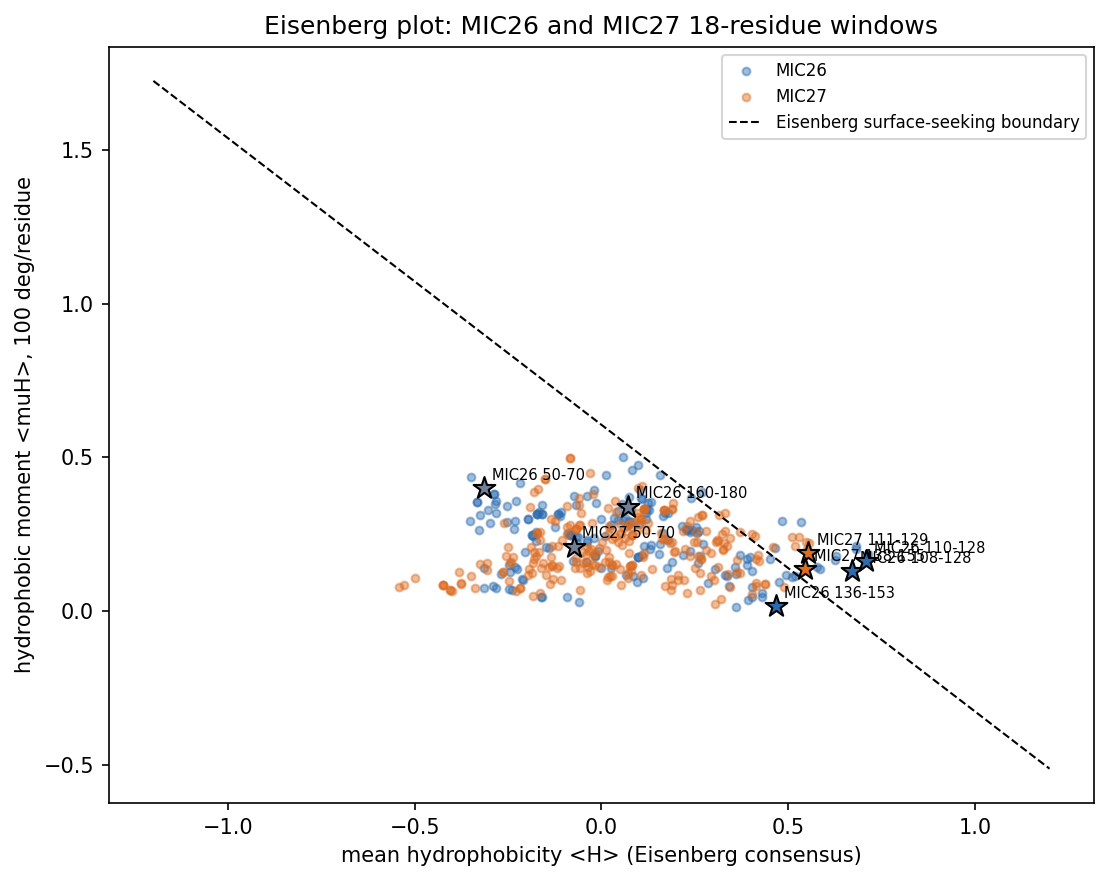 Eisenberg plot: MIC26 and MIC27 18-residue windows
MIC26
MIC27
Eisenberg surface-seeking boundary
hydrophobic moment <muH>, 100 deg/residue
1.5
1.0
0.5
0.0
−0.5
MIC26 50-70
MIC26 160-180
MIC27 50-70
MIC27 111-129
MIC26 110-128
MIC26 108-128
MIC26 136-153
−1.0
−0.5
0.0
0.5
1.0
mean hydrophobicity <H> (Eisenberg consensus)